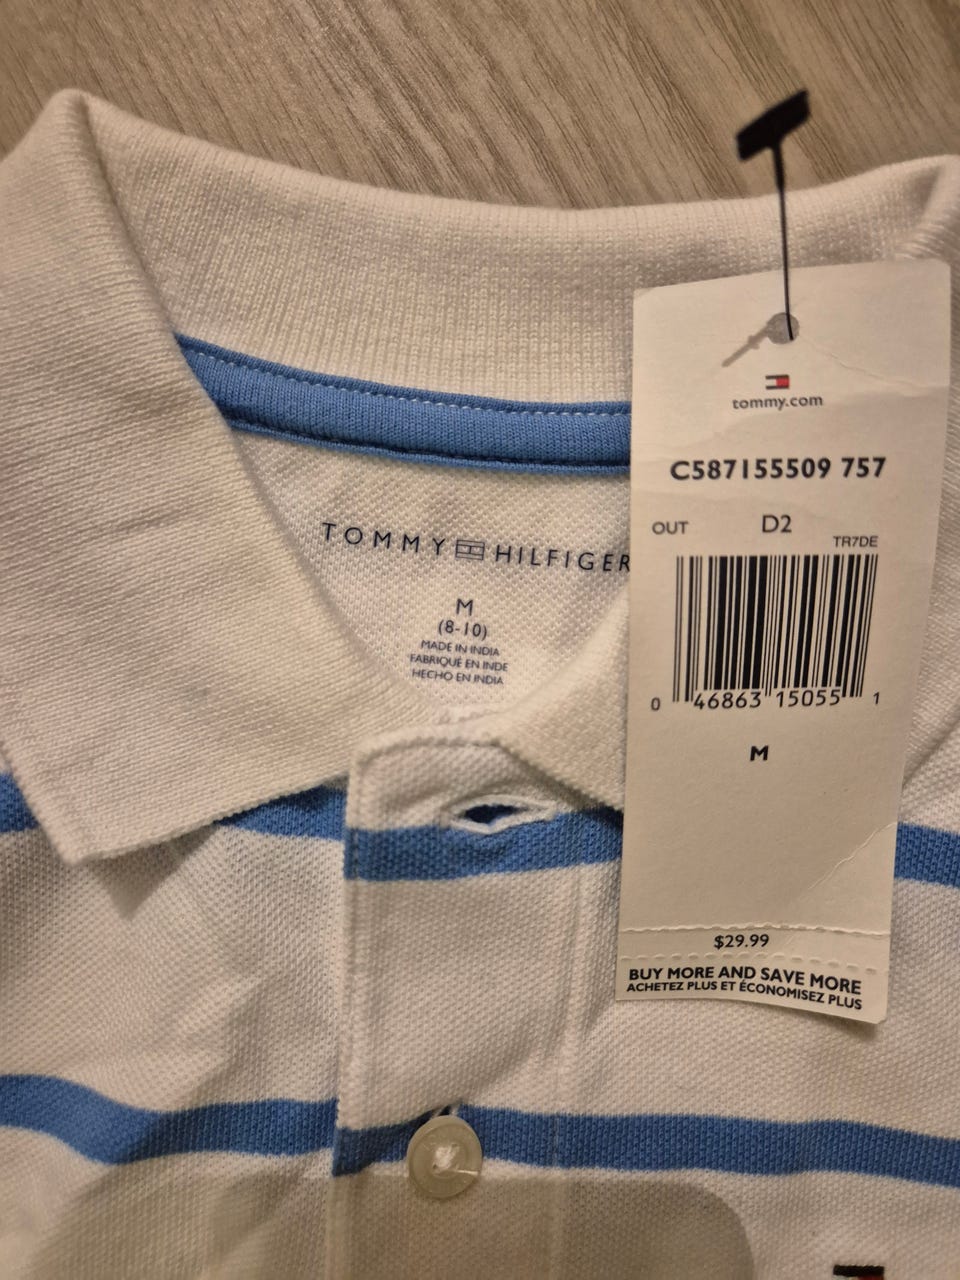 TOMMY HILFIGER
M
(8-10)
MADE IN INDIA
FABRIQUÉ EN INDE
HECHO EN INDIA
tommy.com
C587155509 757
OUT D2
TR7DE
0 46863 15055 1
M
$29.99
BUY MORE AND SAVE MORE
ACHETEZ PLUS ET ÉCONOMISEZ PLUS